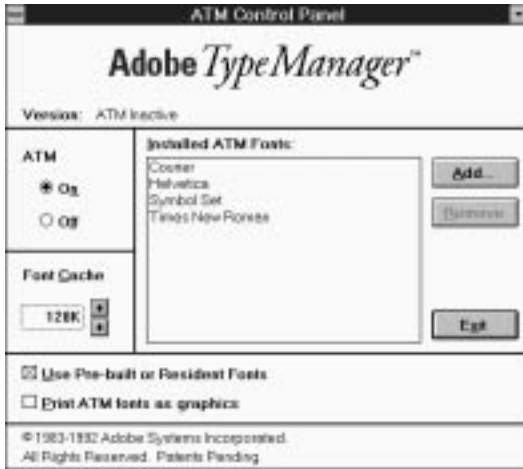 ATM Control Panel
Adobe Type Manager™
Version: ATM Inactive
ATM
On
Off
Font Cache
128K
Installed ATM Fonts:
Courier
Helvetica
Symbol Set
Times New Roman
Add...
Remove
Exit
Use Pre-built or Resident Fonts
Print ATM fonts as graphics
©1983-1992 Adobe Systems Incorporated.
All Rights Reserved. Patents Pending.